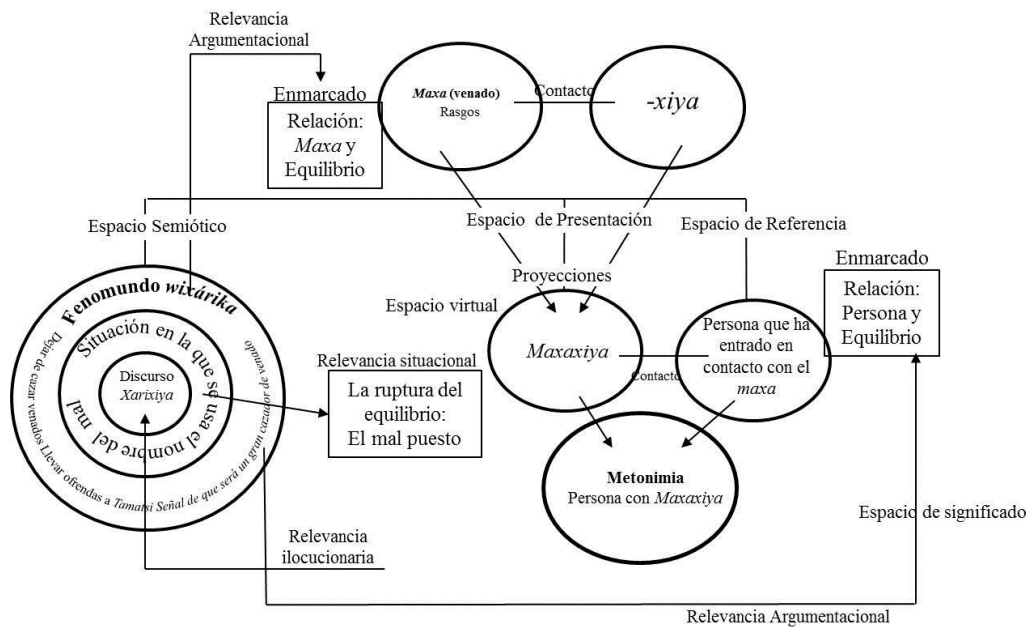 Relevancia
Argumentacional
Enmarcado
Relación:
Maxa y
Equilibrio
Maxa (venado)
Rasgos
Contacto
-xiya
Espacio Semiótico
Espacio de Presentación
Espacio de Referencia
Proyecciones
Espacio virtual
Enmarcado
Relación:
Persona y
Equilibrio
Fenomundo wixárika
Situación en la que se usa el nombre del mal
Discurso
Xarixiya
Dejar de cazar venados Llevar ofrendas a Tamatsi Señal de que será un gran cazador de venado
Relevancia situacional
La ruptura del
equilibrio:
El mal puesto
Maxaxiya
Contacto
Persona que ha
entrado en
contacto con el
maxa
Metonimia
Persona con Maxaxiya
Espacio de significado
Relevancia
ilocucionaria
Relevancia Argumentacional